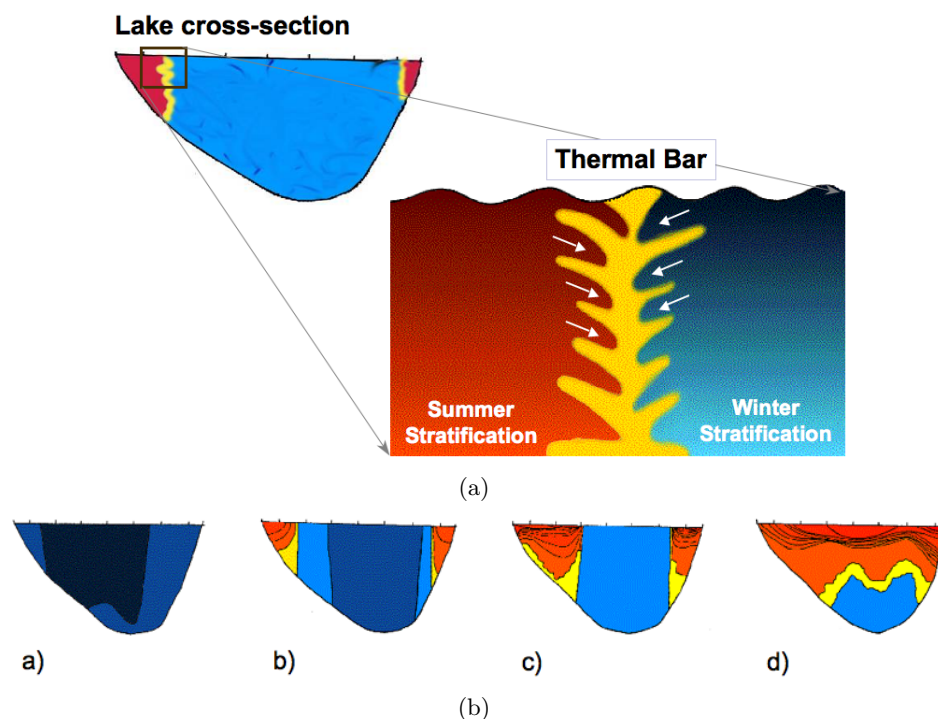 Lake cross-section
Thermal Bar
Summer
Stratification
Winter
Stratification
(a)
a)
b)
c)
d)
(b)